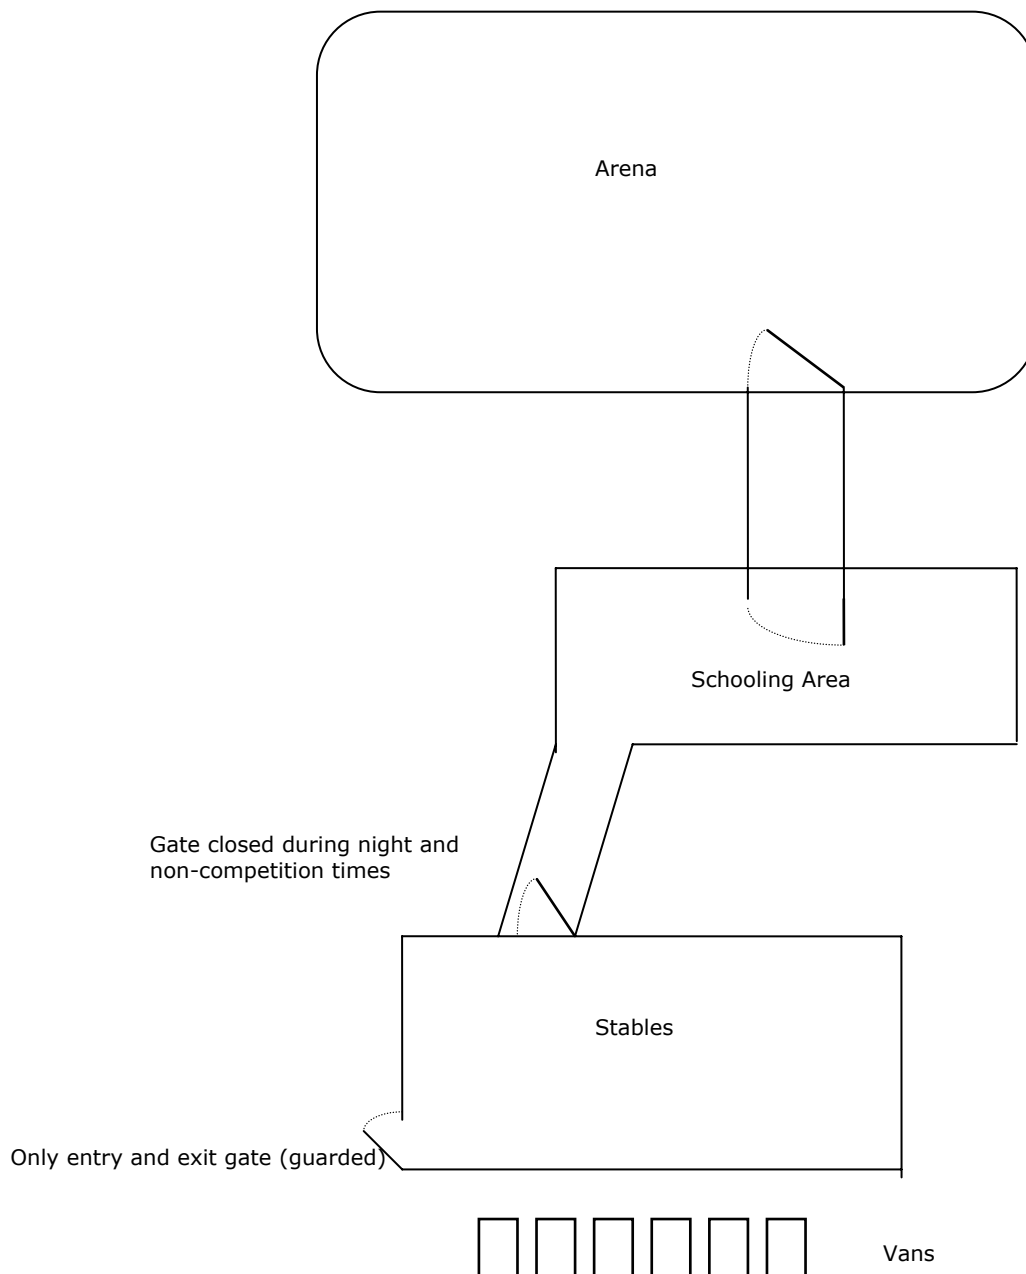 Arena
Schooling Area
Gate closed during night and
non-competition times
Stables
Only entry and exit gate (guarded)
Vans